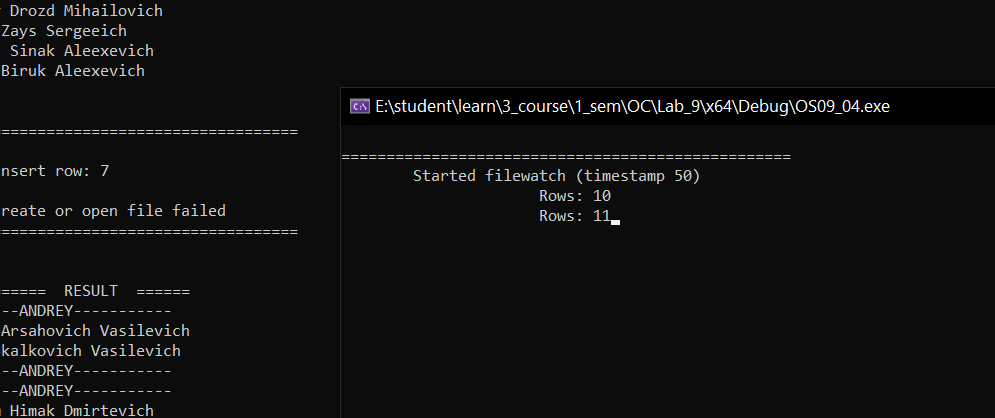 Drozd Mihailovich
Zays Sergeeich
Sinak Aleexevich
Biruk Aleexevich
==================================
nsert row: 7
reate or open file failed
==================================
====== RESULT ======
--ANDREY-----------
Arsahovich Vasilevich
kalkovich Vasilevich
--ANDREY-----------
--ANDREY-----------
Himak Dmirtevich
E:\student\learn\3_course\1_sem\OC\Lab_9\x64\Debug\OS09_04.exe
==================================================
Started filewatch (timestamp 50)
Rows: 10
Rows: 11